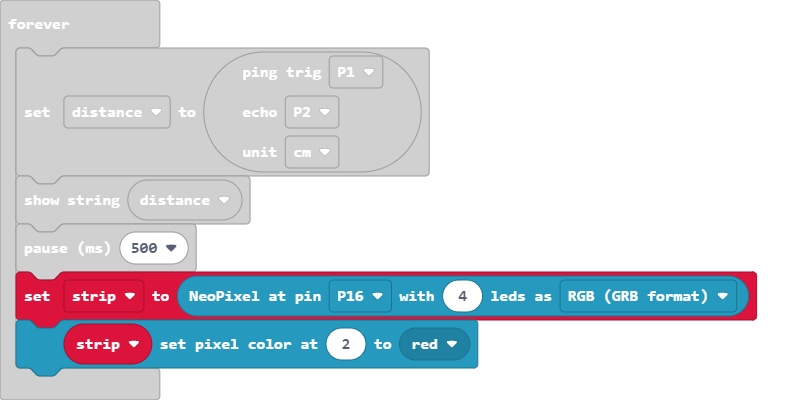 forever
ping trig P1
set distance to echo P2
unit cm
show string distance
pause (ms) 500
set strip to NeoPixel at pin P16 with 4 leds as RGB (GRB format)
strip set pixel color at 2 to red